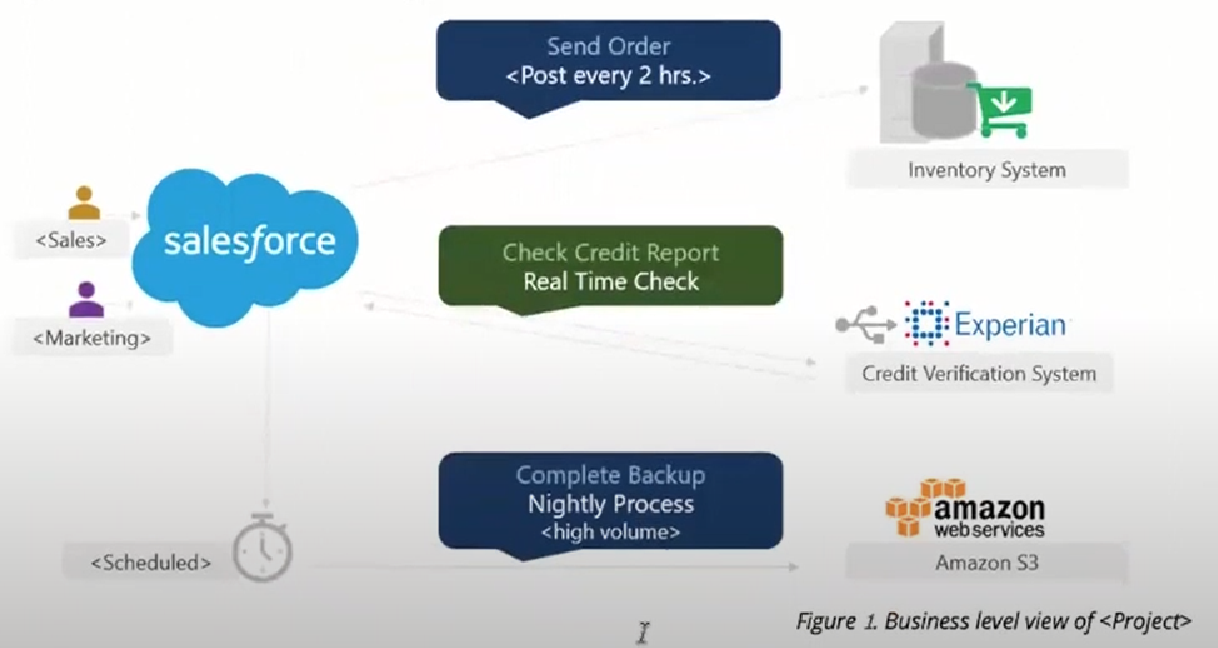 Send Order
<Post every 2 hrs.>
Inventory System
<Sales>
salesforce
<Marketing>
Check Credit Report
Real Time Check
Experian
Credit Verification System
Complete Backup
Nightly Process
<high volume>
<Scheduled>
amazon
webservices
Amazon S3
Figure 1. Business level view of <Project>